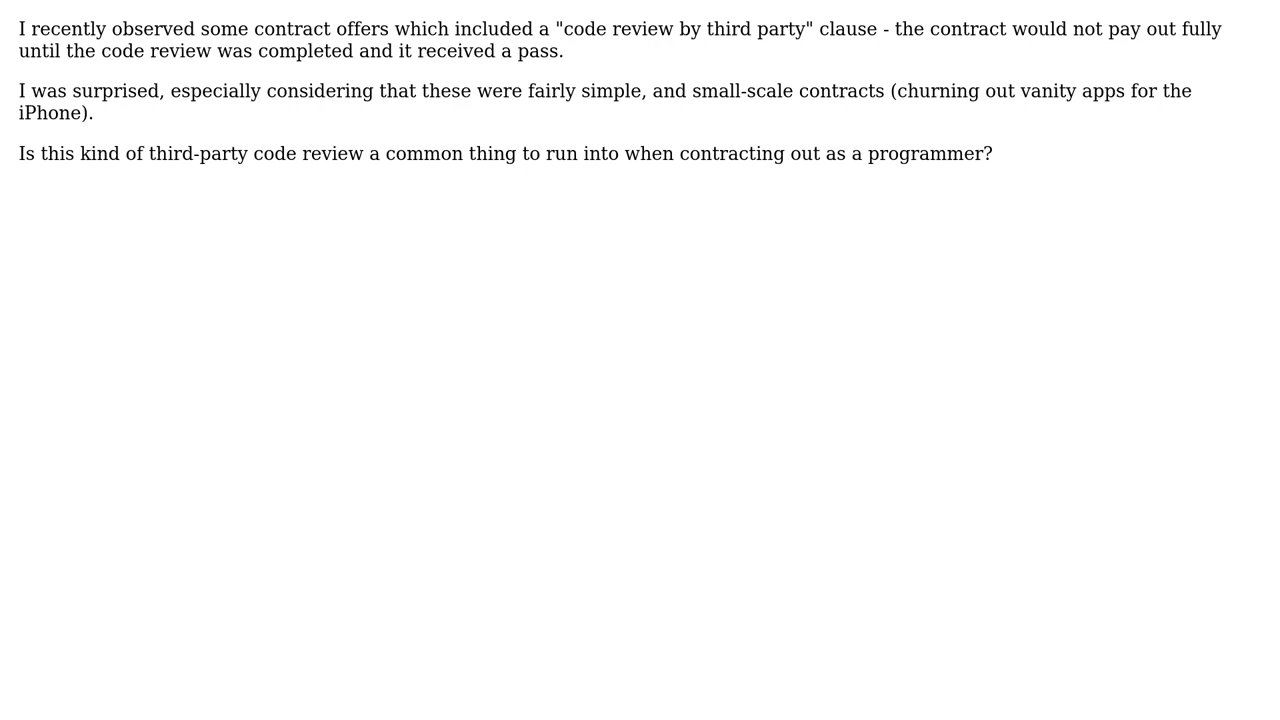 I recently observed some contract offers which included a "code review by third party" clause - the contract would not pay out fully
until the code review was completed and it received a pass.
I was surprised, especially considering that these were fairly simple, and small-scale contracts (churning out vanity apps for the
iPhone).
Is this kind of third-party code review a common thing to run into when contracting out as a programmer?